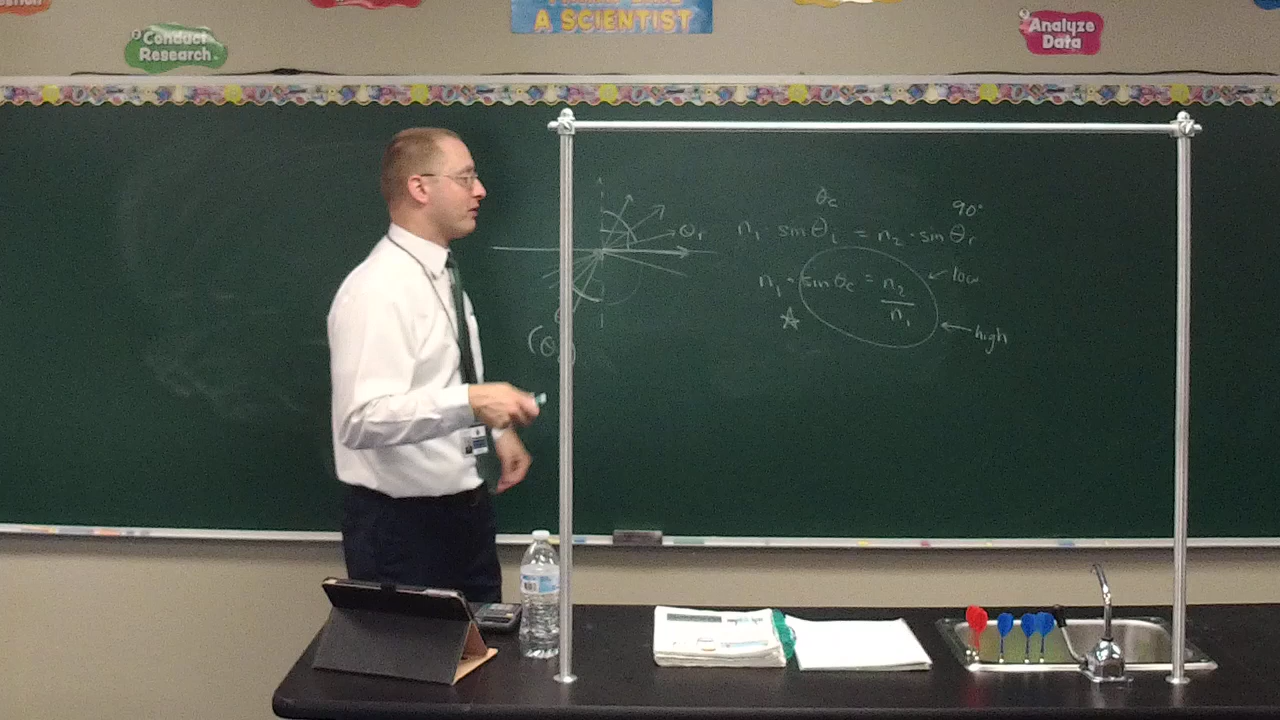 A SCIENTIST
Conduct
Research
Analyze
Data
θc
90°
n₁ · sin θi = n₂ · sin θr
θr
n₁ · sin θc = n₂
n₁
low
high